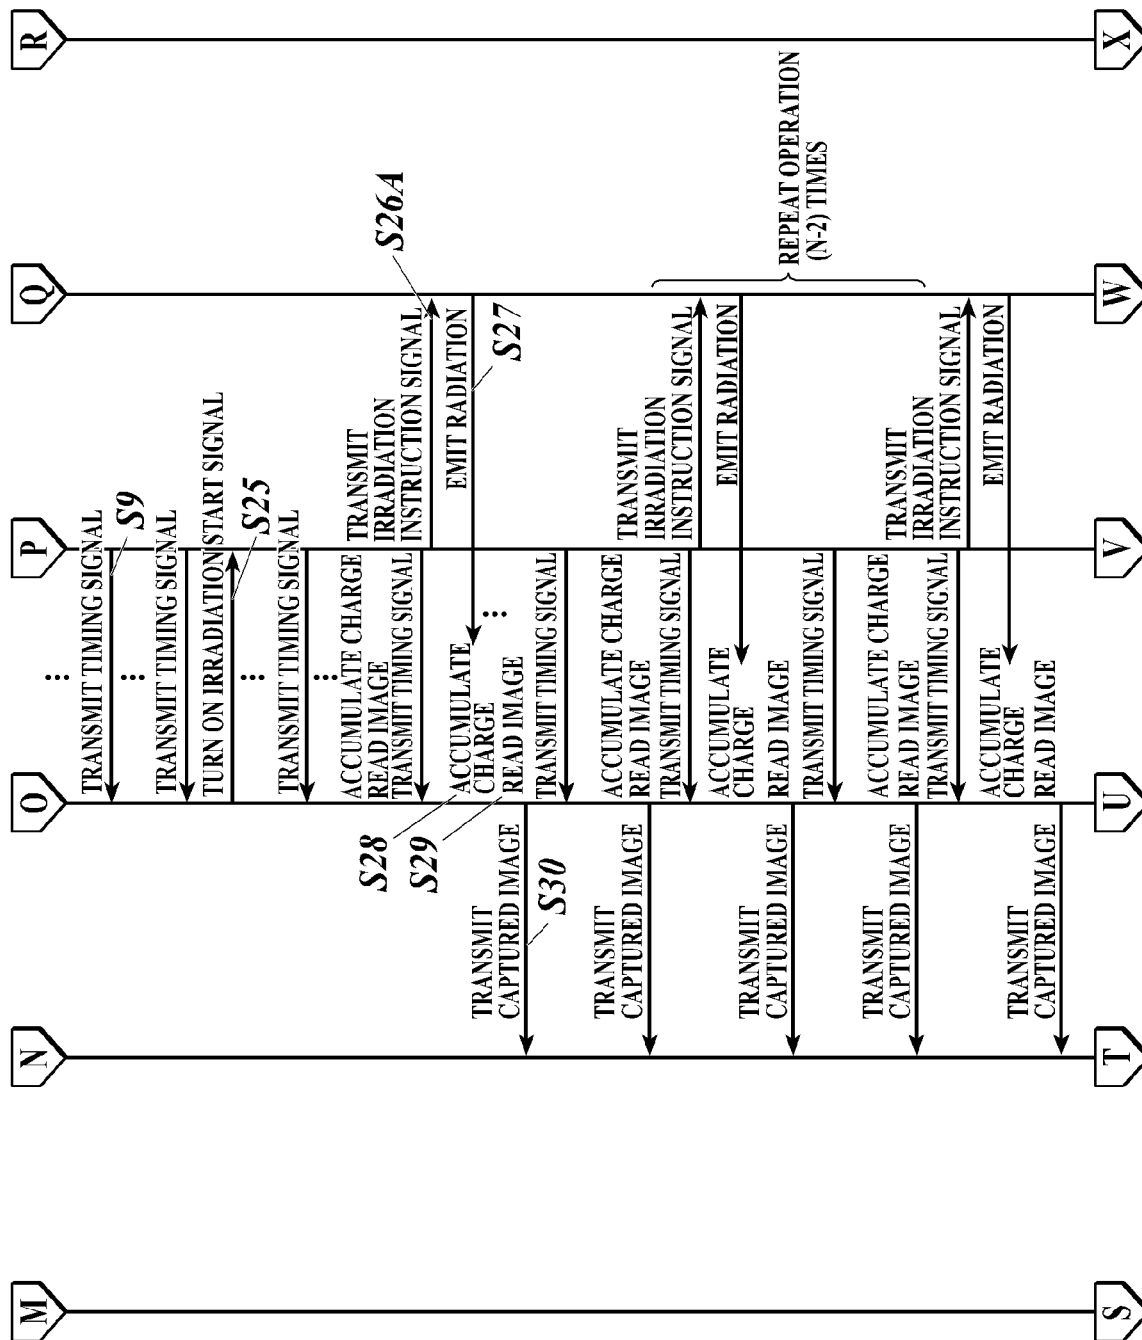 M
N
O
P
Q
R
TRANSMIT TIMING SIGNAL
S9
TRANSMIT TIMING SIGNAL
TURN ON IRRADIATION START SIGNAL
S25
TRANSMIT TIMING SIGNAL
ACCUMULATE CHARGE
READ IMAGE
TRANSMIT TIMING SIGNAL
TRANSMIT
IRRADIATION
INSTRUCTION SIGNAL
S26A
EMIT RADIATION
S27
S28
ACCUMULATE
CHARGE
S29
READ IMAGE
TRANSMIT
CAPTURED IMAGE
S30
TRANSMIT TIMING SIGNAL
ACCUMULATE CHARGE
READ IMAGE
TRANSMIT
CAPTURED IMAGE
TRANSMIT TIMING SIGNAL
TRANSMIT
IRRADIATION
INSTRUCTION SIGNAL
EMIT RADIATION
ACCUMULATE
CHARGE
READ IMAGE
REPEAT OPERATION
(N-2) TIMES
TRANSMIT
CAPTURED IMAGE
TRANSMIT TIMING SIGNAL
ACCUMULATE CHARGE
READ IMAGE
TRANSMIT
CAPTURED IMAGE
TRANSMIT TIMING SIGNAL
TRANSMIT
IRRADIATION
INSTRUCTION SIGNAL
EMIT RADIATION
ACCUMULATE
CHARGE
READ IMAGE
TRANSMIT
CAPTURED IMAGE
S
T
U
V
W
X